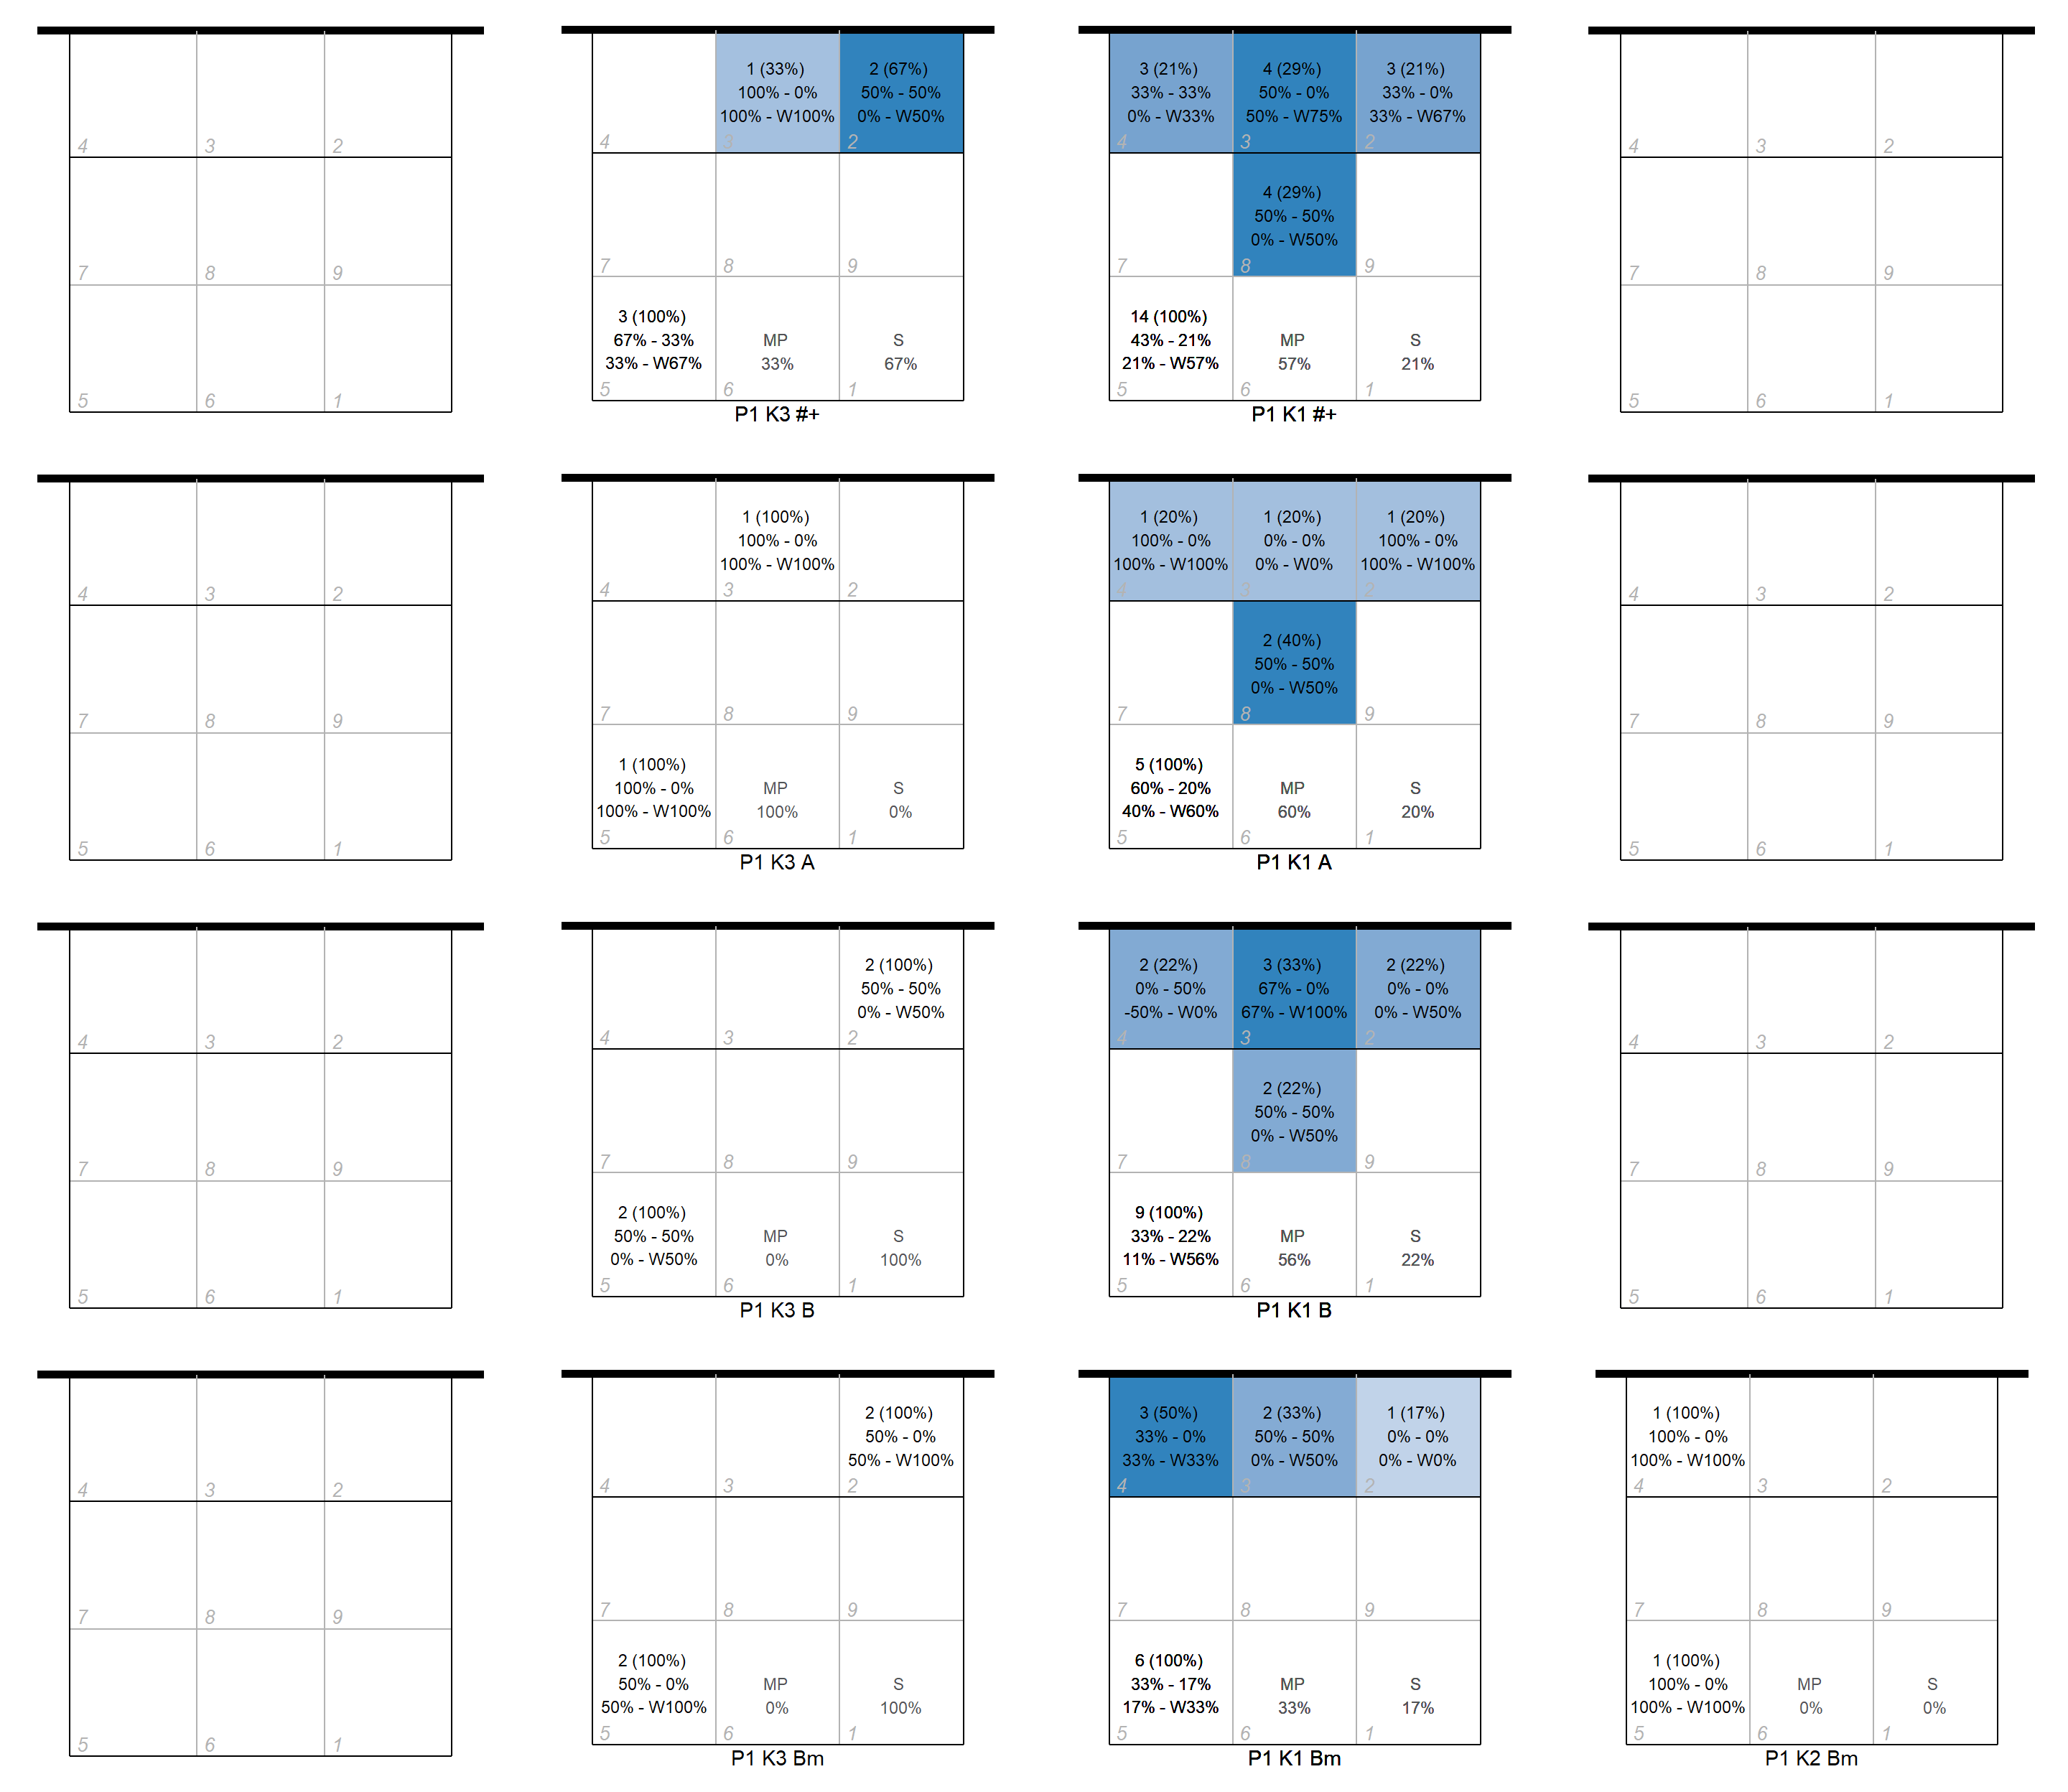 4 3 2
7 8 9
5 6 1
1 (33%) 2 (67%)
100% - 0% 50% - 50%
100% - W100% 0% - W50%
4 3 2
7 8 9
3 (100%)
67% - 33% MP S
33% - W67% 33% 67%
5 6 1
P1 K3 #+
3 (21%) 4 (29%) 3 (21%)
33% - 33% 50% - 0% 33% - 0%
0% - W33% 50% - W75% 33% - W67%
4 3 2
4 (29%)
50% - 50%
0% - W50%
7 8 9
14 (100%)
43% - 21% MP S
21% - W57% 57% 21%
5 6 1
P1 K1 #+
4 3 2
7 8 9
5 6 1
4 3 2
7 8 9
5 6 1
1 (100%)
100% - 0%
100% - W100%
4 3 2
7 8 9
1 (100%)
100% - 0% MP S
100% - W100% 100% 0%
5 6 1
P1 K3 A
1 (20%) 1 (20%) 1 (20%)
100% - 0% 0% - 0% 100% - 0%
100% - W100% 0% - W0% 100% - W100%
4 3 2
2 (40%)
50% - 50%
0% - W50%
7 8 9
5 (100%)
60% - 20% MP S
40% - W60% 60% 20%
5 6 1
P1 K1 A
4 3 2
7 8 9
5 6 1
4 3 2
7 8 9
5 6 1
2 (100%)
50% - 50%
0% - W50%
4 3 2
7 8 9
2 (100%)
50% - 50% MP S
0% - W50% 0% 100%
5 6 1
P1 K3 B
2 (22%) 3 (33%) 2 (22%)
0% - 50% 67% - 0% 0% - 0%
-50% - W0% 67% - W100% 0% - W50%
4 3 2
2 (22%)
50% - 50%
0% - W50%
7 8 9
9 (100%)
33% - 22% MP S
11% - W56% 56% 22%
5 6 1
P1 K1 B
4 3 2
7 8 9
5 6 1
4 3 2
7 8 9
5 6 1
2 (100%)
50% - 0%
50% - W100%
4 3 2
7 8 9
2 (100%)
50% - 0% MP S
50% - W100% 0% 100%
5 6 1
P1 K3 Bm
3 (50%) 2 (33%) 1 (17%)
33% - 0% 50% - 50% 0% - 0%
33% - W33% 0% - W50% 0% - W0%
4 3 2
7 8 9
6 (100%)
33% - 17% MP S
17% - W33% 33% 17%
5 6 1
P1 K1 Bm
1 (100%)
100% - 0%
100% - W100%
4 3 2
7 8 9
1 (100%)
100% - 0% MP S
100% - W100% 0% 0%
5 6 1
P1 K2 Bm